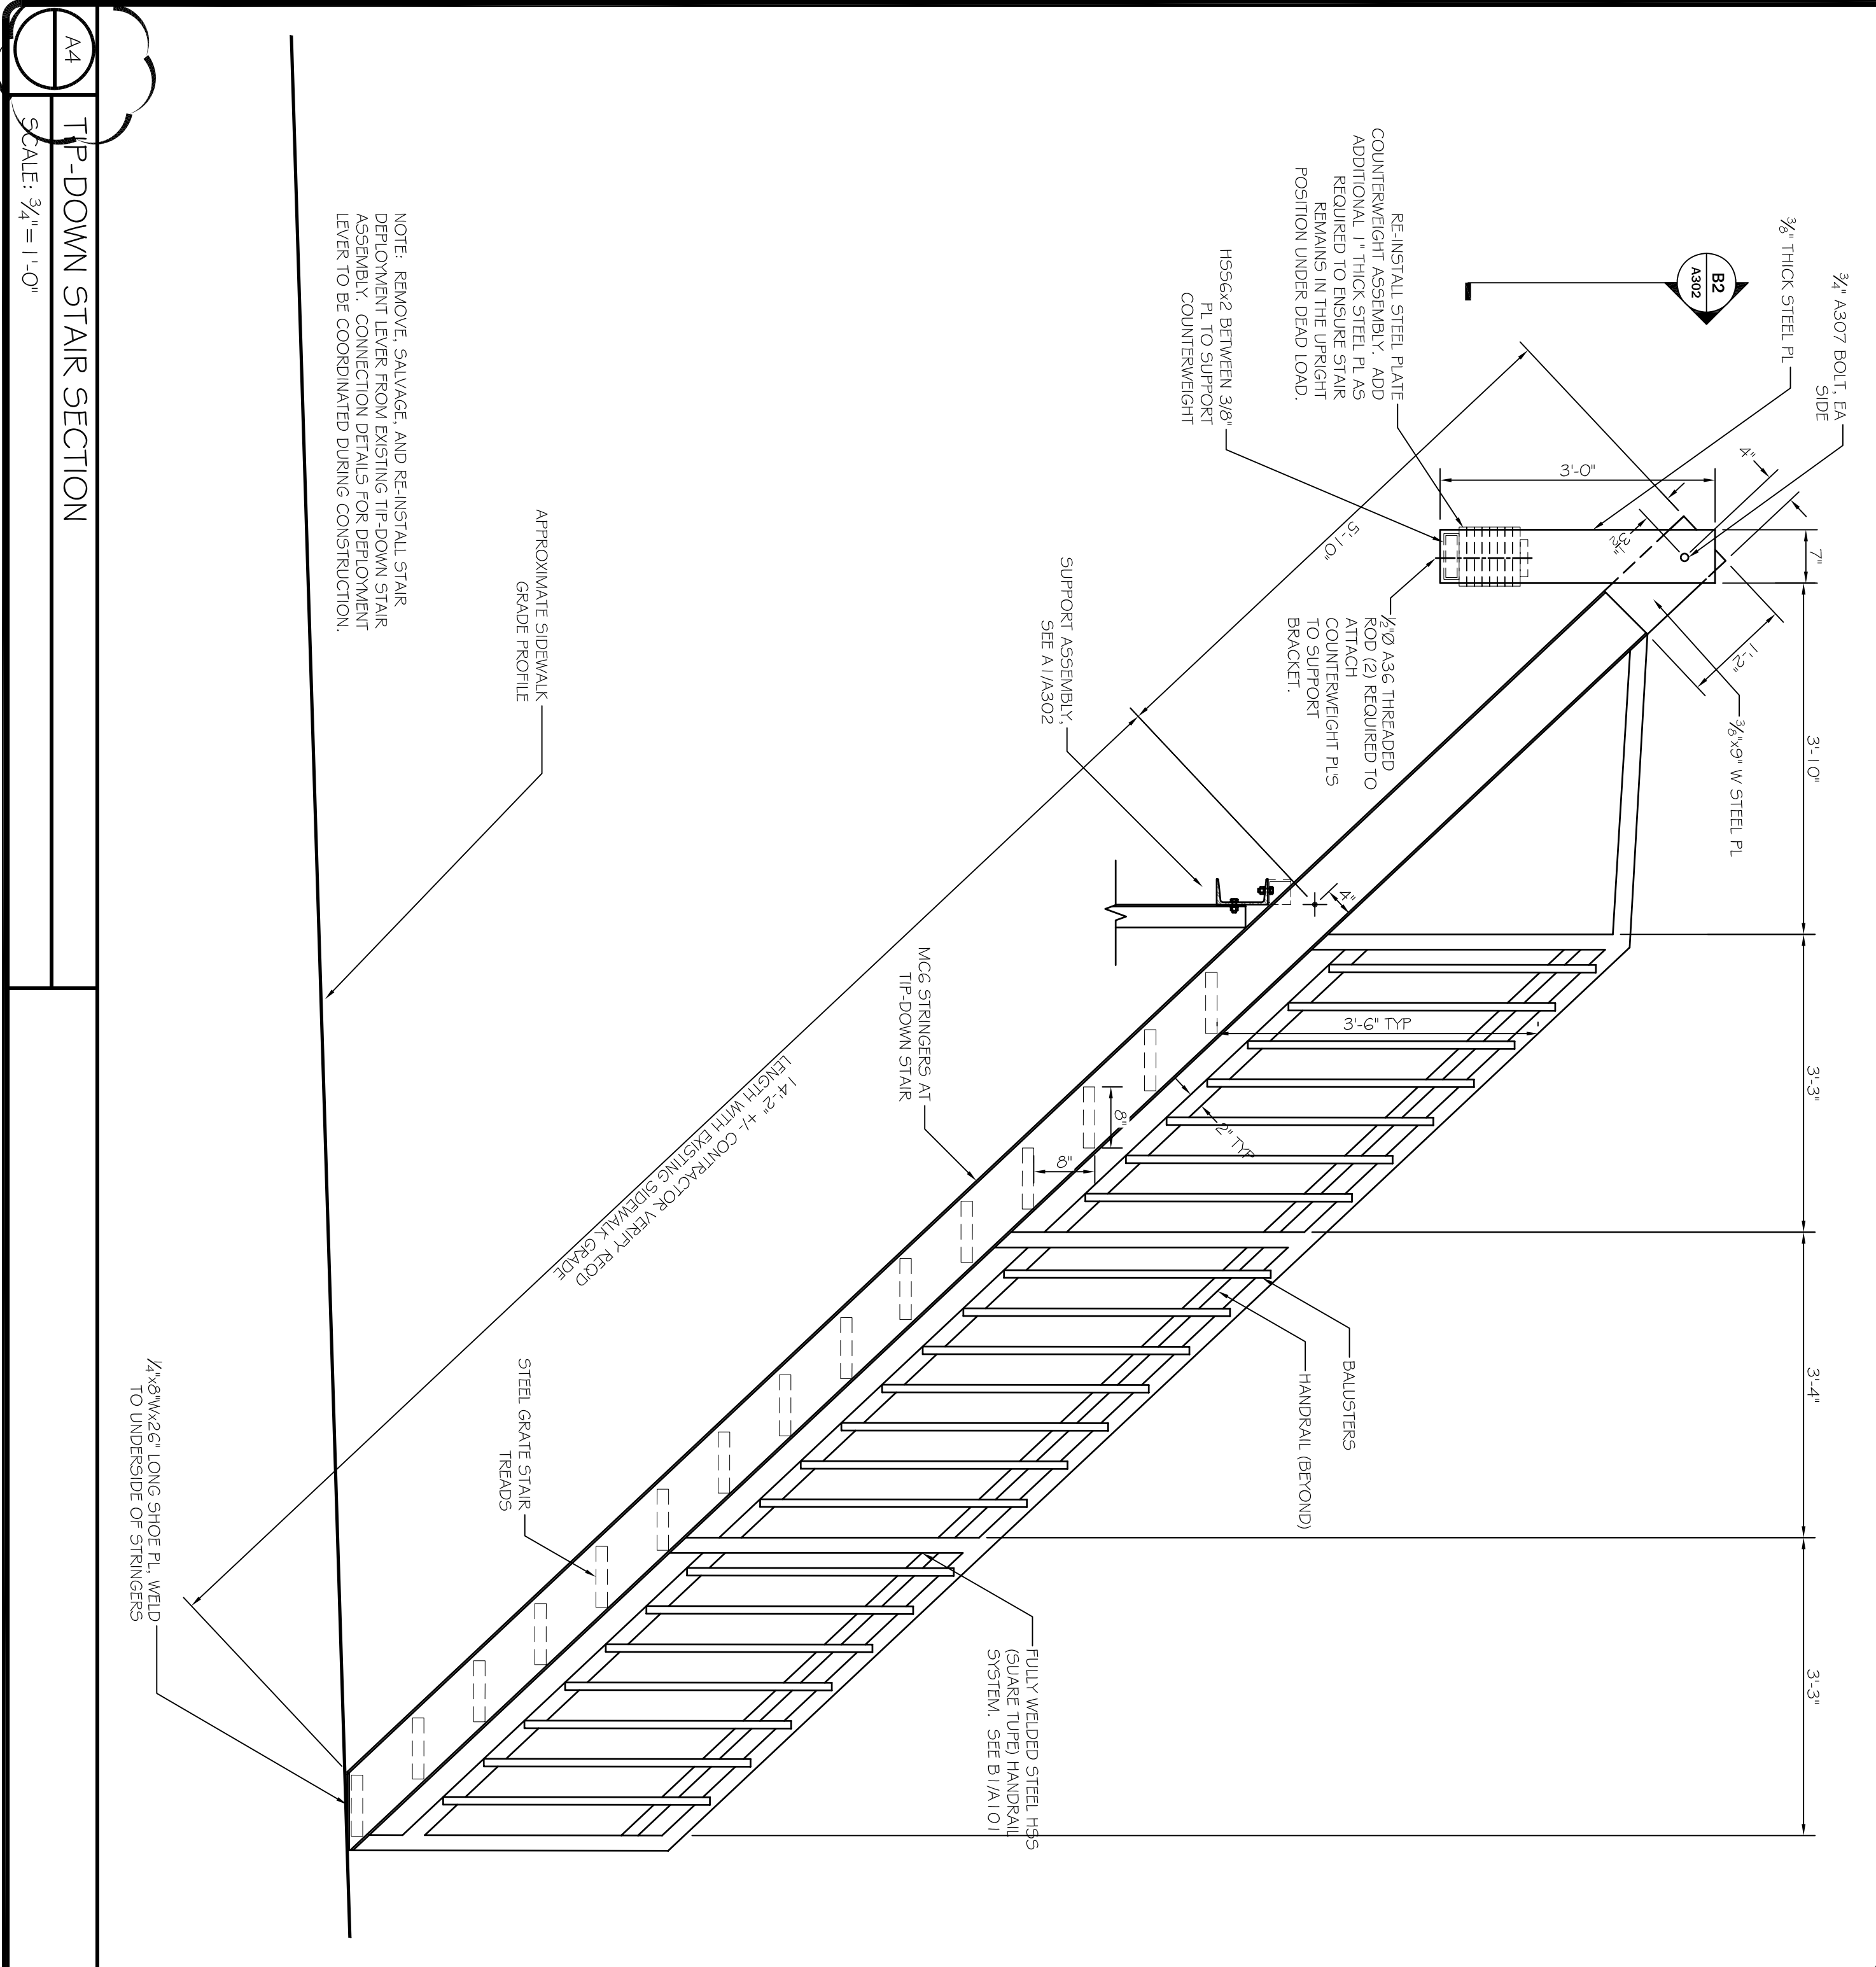 B2
A302
3/4" A307 BOLT, EA
SIDE
3/8" THICK STEEL PL
RE-INSTALL STEEL PLATE
COUNTERWEIGHT ASSEMBLY. ADD
ADDITIONAL 1" THICK STEEL PL AS
REQUIRED TO ENSURE STAIR
REMAINS IN THE UPRIGHT
POSITION UNDER DEAD LOAD.
HSS6x2 BETWEEN 3/8"
PL TO SUPPORT
COUNTERWEIGHT
7"
3'-10"
3'-3"
3'-4"
3'-3"
4"
3'-0"
3½"
1'-2"
3/8"x9" W STEEL PL
5'-10"
½"Ø A36 THREADED
ROD (2) REQUIRED TO
ATTACH
COUNTERWEIGHT PL'S
TO SUPPORT
BRACKET.
4"
SUPPORT ASSEMBLY,
SEE A1/A302
3'-6" TYP
2" TYP
8"
8"
MC6 STRINGERS AT
TIP-DOWN STAIR
BALUSTERS
HANDRAIL (BEYOND)
14'-2" +/- CONTRACTOR VERIFY REQ'D
LENGTH WITH EXISTING SIDEWALK GRADE
FULLY WELDED STEEL HSS
(SUARE TUPE) HANDRAIL
SYSTEM. SEE B1/A101
STEEL GRATE STAIR
TREADS
APPROXIMATE SIDEWALK
GRADE PROFILE
NOTE: REMOVE, SALVAGE, AND RE-INSTALL STAIR
DEPLOYMENT LEVER FROM EXISTING TIP-DOWN STAIR
ASSEMBLY. CONNECTION DETAILS FOR DEPLOYMENT
LEVER TO BE COORDINATED DURING CONSTRUCTION.
¼"x8"Wx26" LONG SHOE PL, WELD
TO UNDERSIDE OF STRINGERS
A4
TIP-DOWN STAIR SECTION
SCALE: 3/4"= 1'-0"